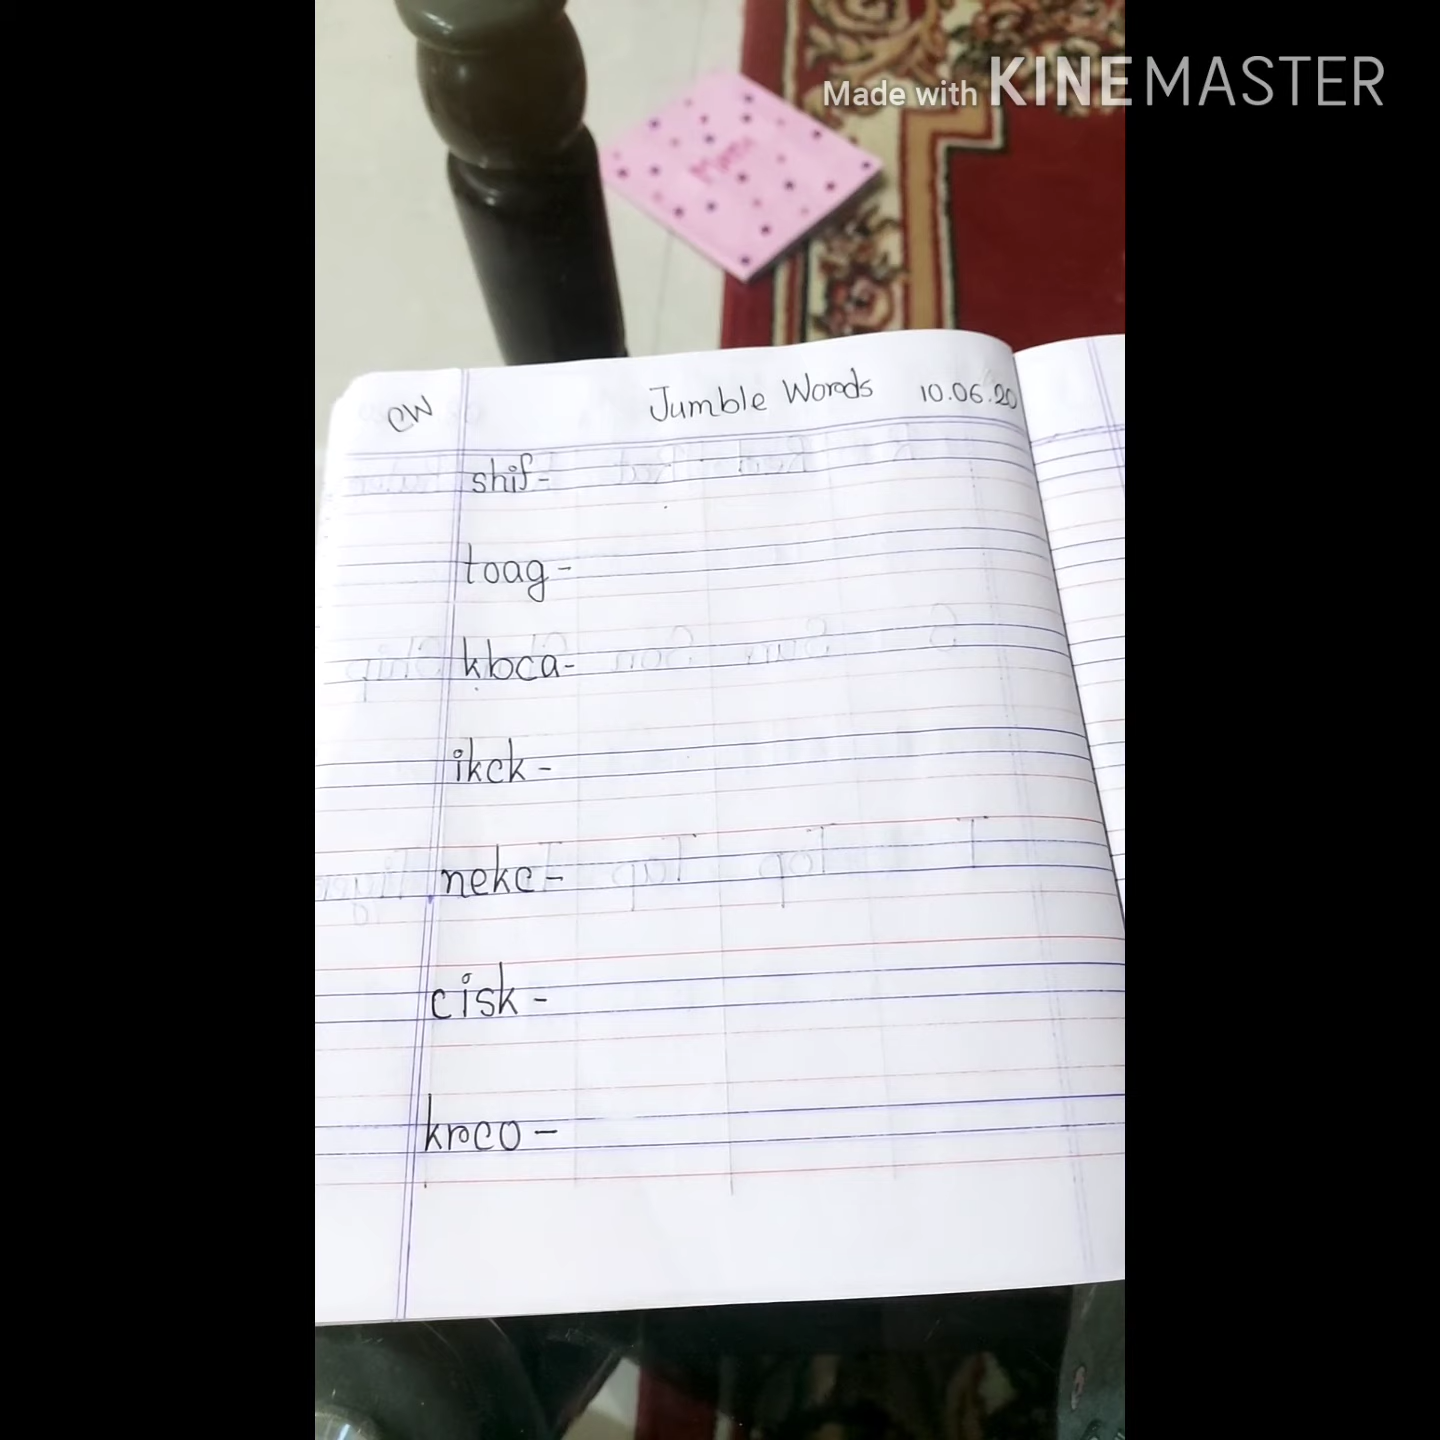 Made with KINEMASTER
CW Jumble Words 10.06.20
shif-
toag-
kbca-
ikck-
nekc-
cisk-
krco-